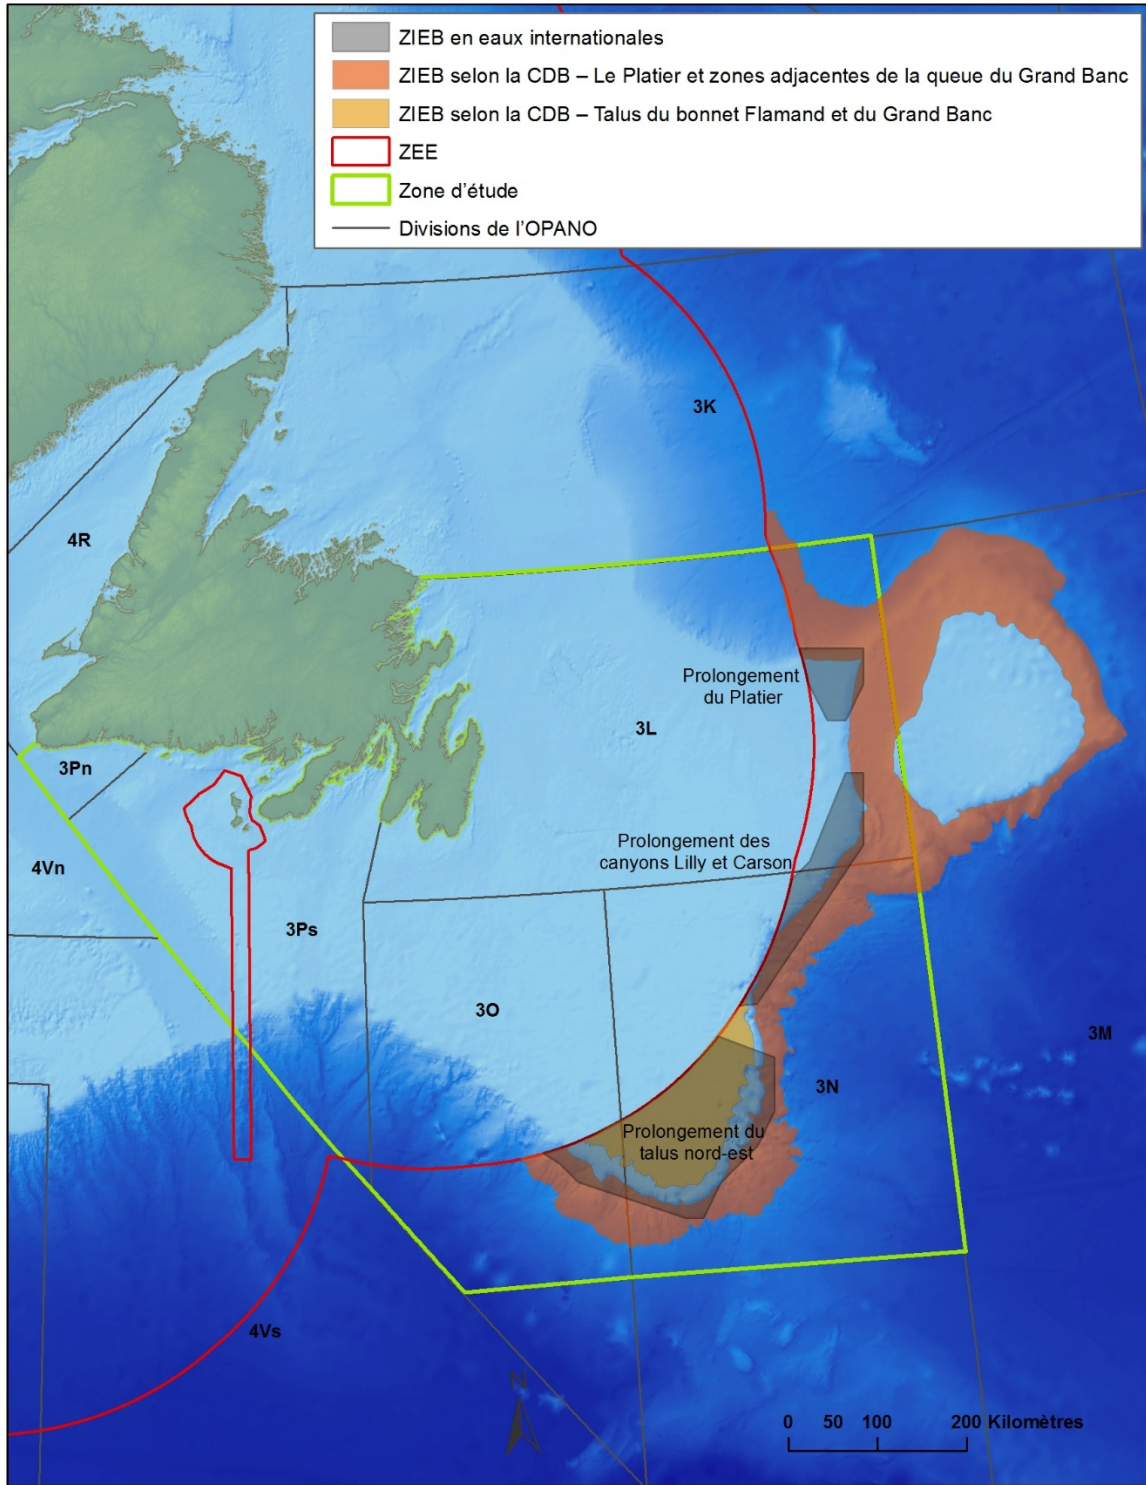 ZIEB en eaux internationales
ZIEB selon la CDB – Le Platier et zones adjacentes de la queue du Grand Banc
ZIEB selon la CDB – Talus du bonnet Flamand et du Grand Banc
ZEE
Zone d'étude
Divisions de l'OPANO
3K
4R
Prolongement
du Platier
3L
3Pn
Prolongement des
canyons Lilly et Carson
4Vn
3Ps
3O
3M
3N
Prolongement du
talus nord-est
4Vs
N
0 50 100 200 Kilomètres